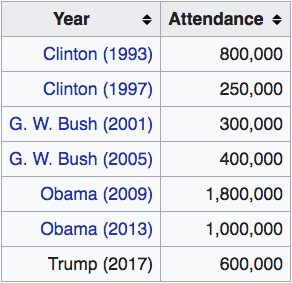 Year Attendance
Clinton (1993) 800,000
Clinton (1997) 250,000
G. W. Bush (2001) 300,000
G. W. Bush (2005) 400,000
Obama (2009) 1,800,000
Obama (2013) 1,000,000
Trump (2017) 600,000